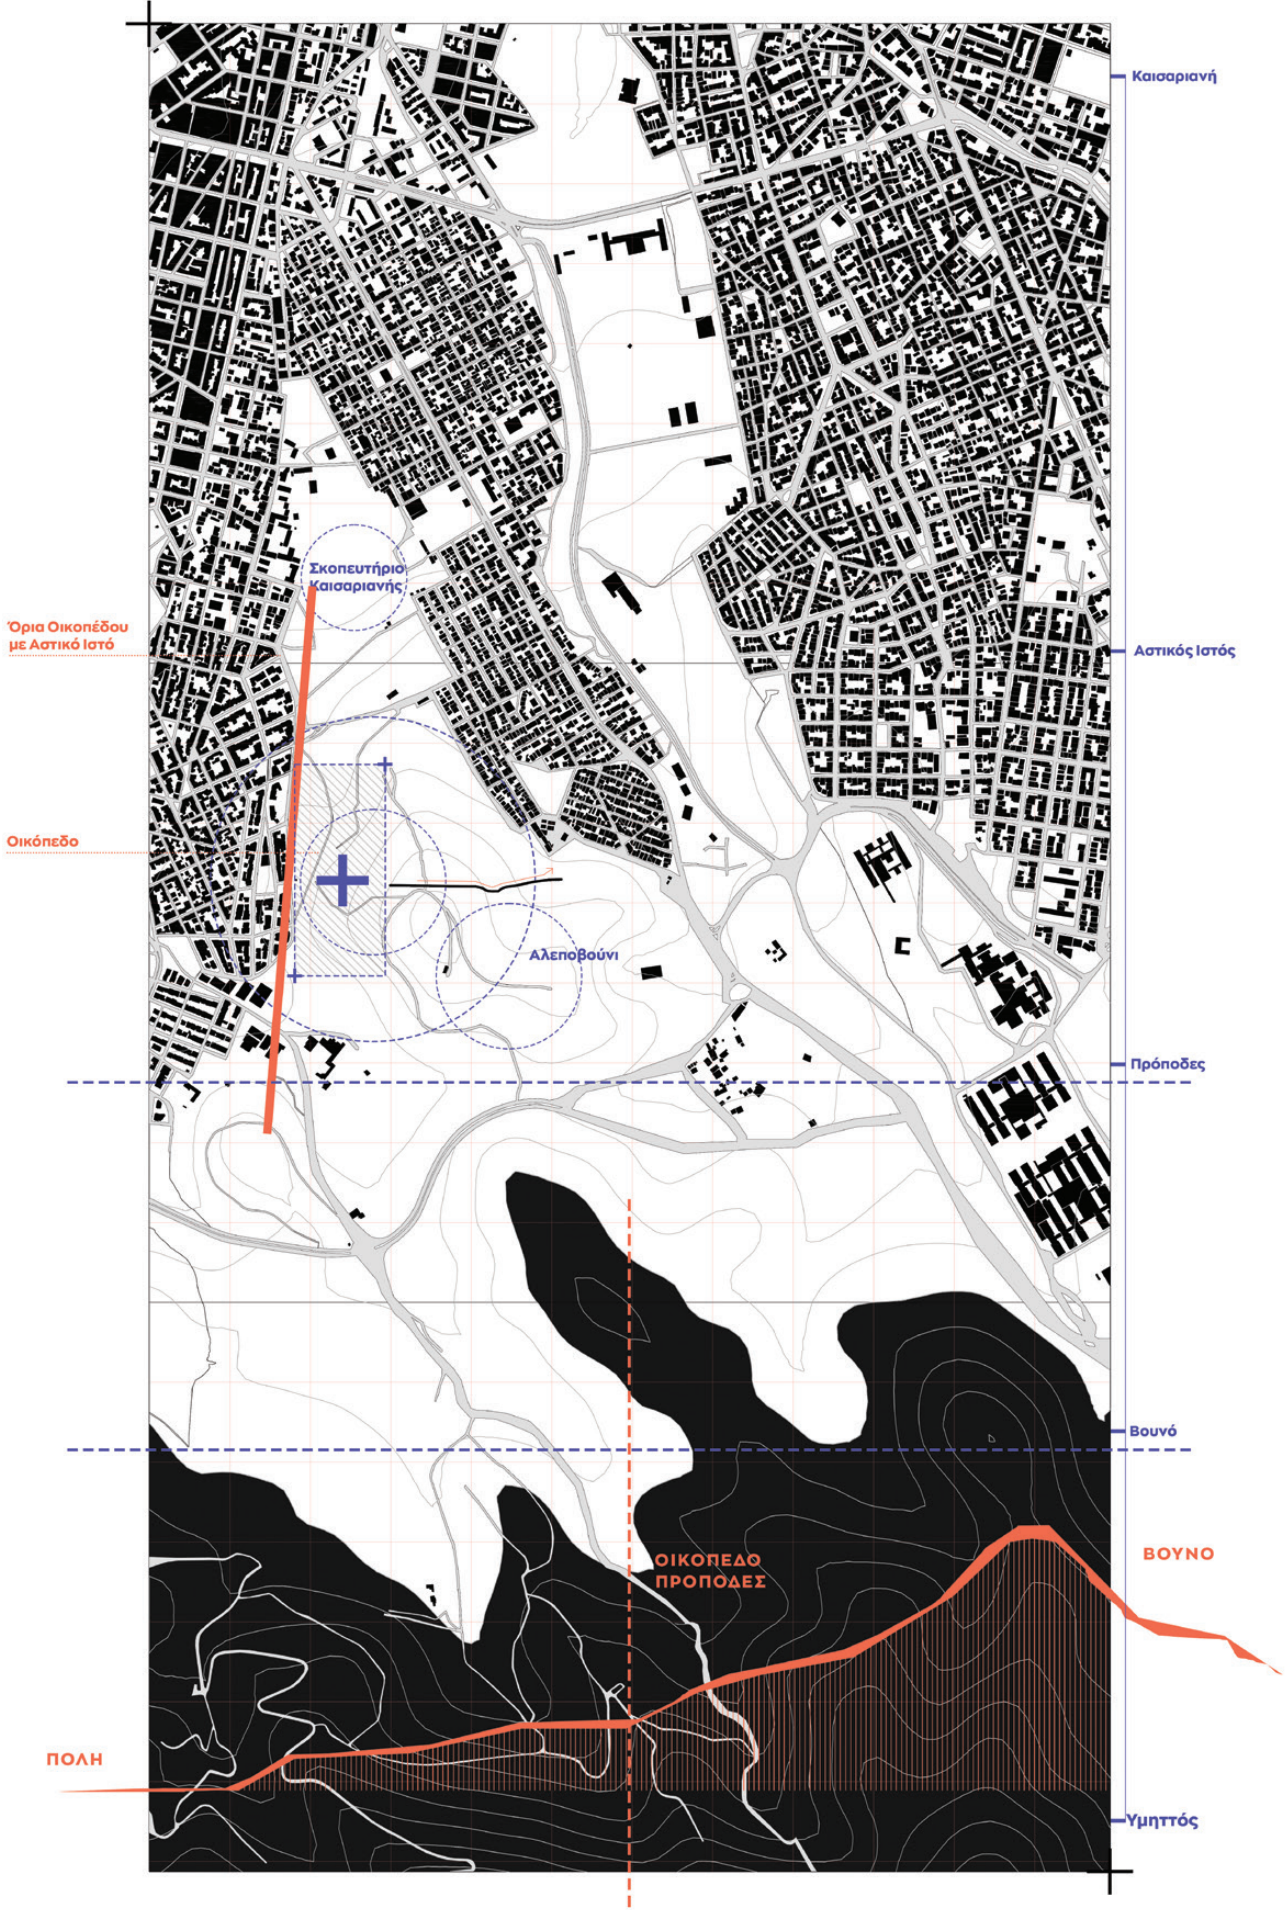 Καισαριανή
Σκοπευτήριο
Καισαριανής
Όρια Οικοπέδου
με Αστικό Ιστό
Αστικός Ιστός
Οικόπεδο
Αλεποβούνι
Πρόποδες
Βουνό
ΟΙΚΟΠΕΔΟ
ΠΡΟΠΟΔΕΣ
ΒΟΥΝΟ
ΠΟΛΗ
Υμηττός